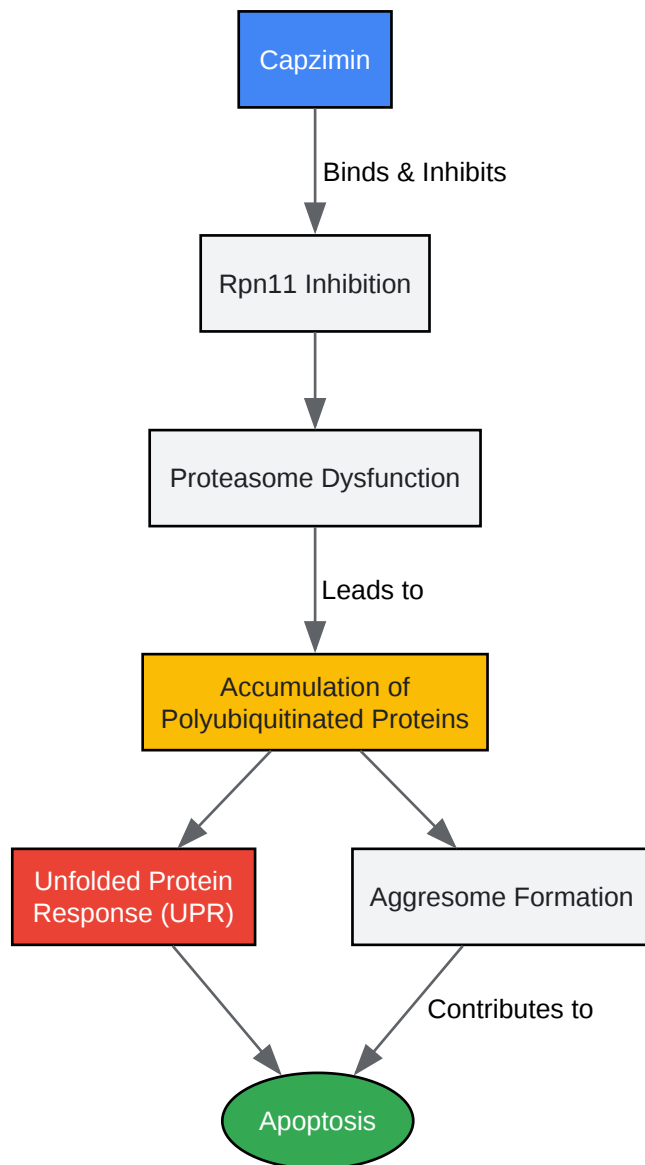 Capzimin
Binds & Inhibits
Rpn11 Inhibition
Proteasome Dysfunction
Leads to
Accumulation of
Polyubiquitinated Proteins
Unfolded Protein
Response (UPR)
Aggresome Formation
Contributes to
Apoptosis